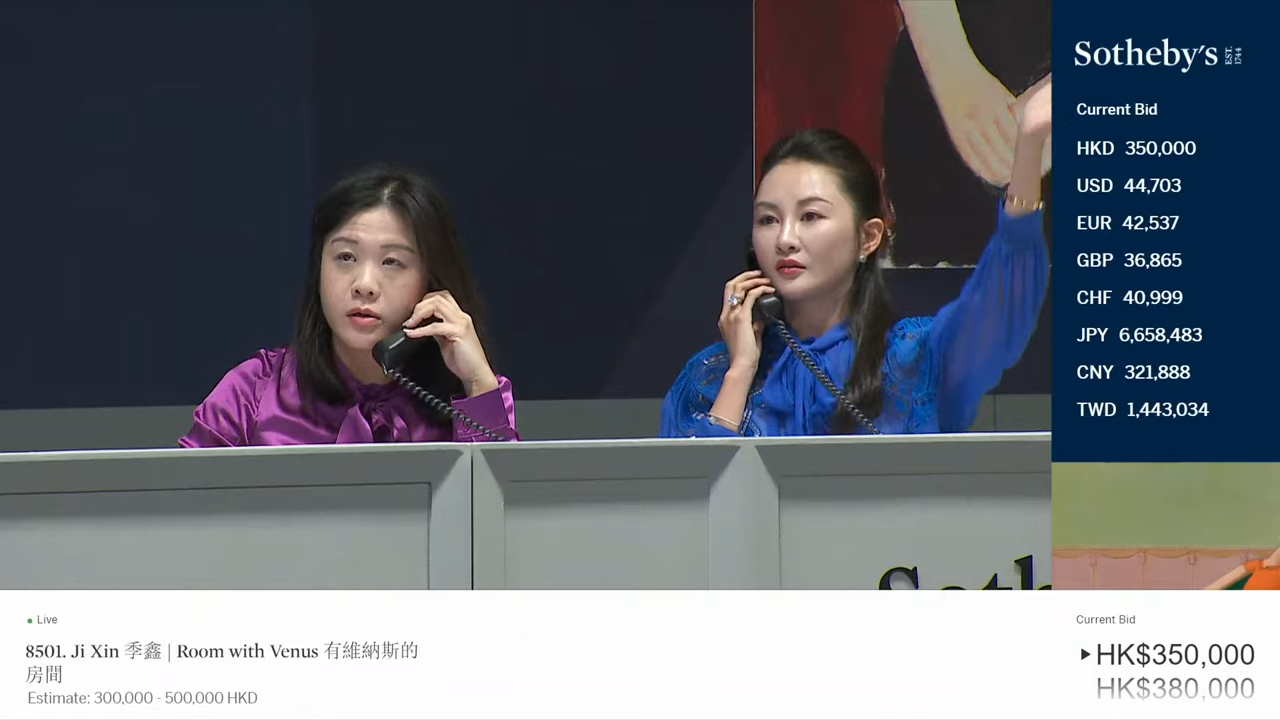 Sotheby's EST. 1744
Current Bid
HKD 350,000
USD 44,703
EUR 42,537
GBP 36,865
CHF 40,999
JPY 6,658,483
CNY 321,888
TWD 1,443,034
Soth
Live
8501. Ji Xin 季鑫 | Room with Venus 有維納斯的
房間
Estimate: 300,000 - 500,000 HKD
Current Bid
HK$350,000
HK$380,000